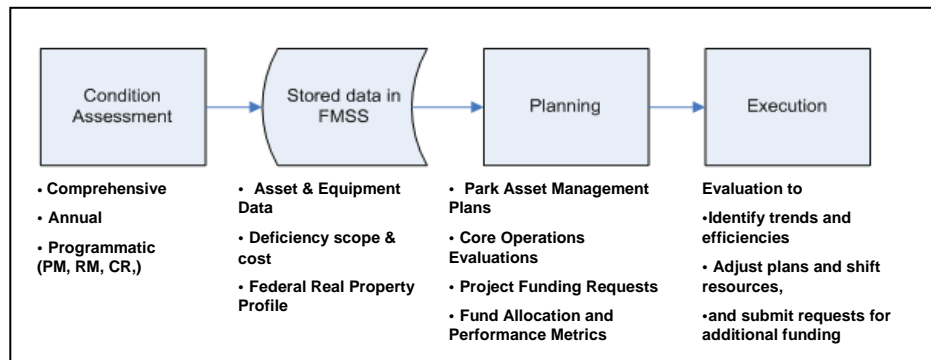 Condition
Assessment
Stored data in
FMSS
Planning
Execution
• Comprehensive
• Annual
• Programmatic
(PM, RM, CR,)
• Asset & Equipment
Data
• Deficiency scope &
cost
• Federal Real Property
Profile
• Park Asset Management
Plans
• Core Operations
Evaluations
• Project Funding Requests
• Fund Allocation and
Performance Metrics
Evaluation to
•Identify trends and
efficiencies
• Adjust plans and shift
resources,
•and submit requests for
additional funding